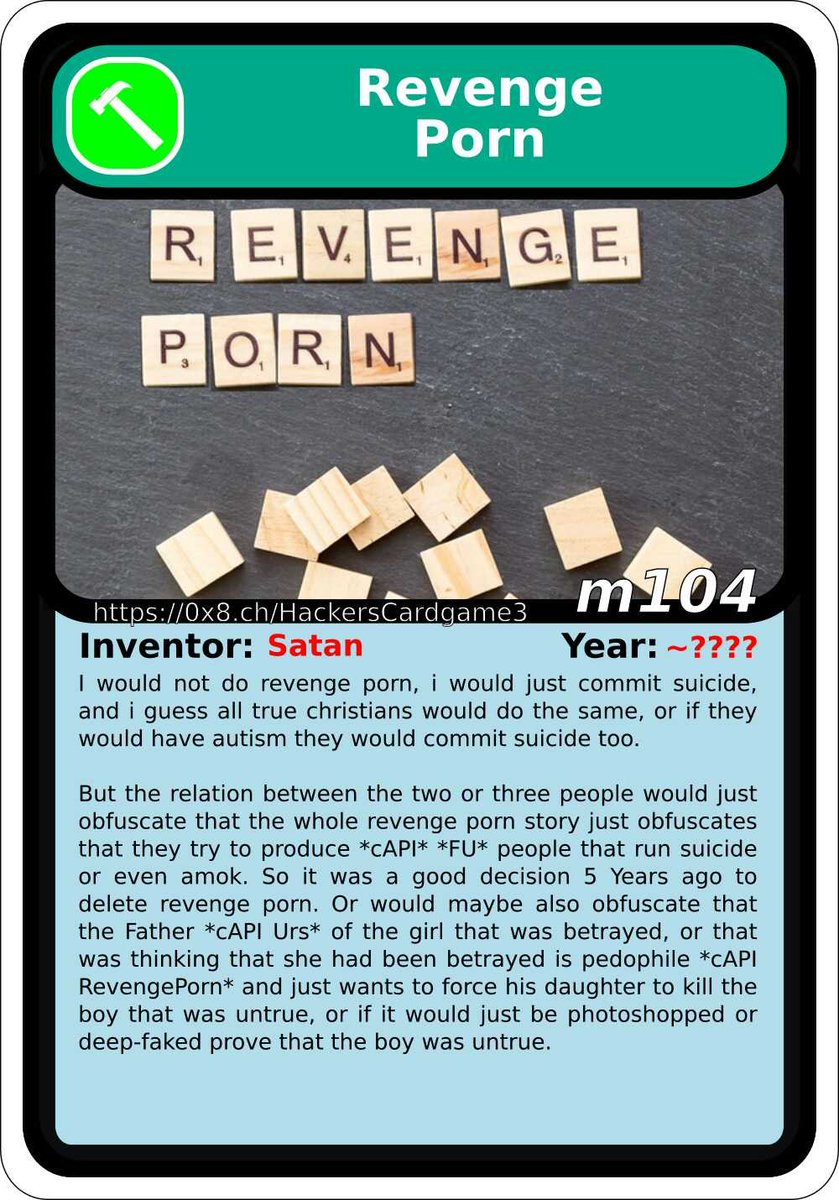 Revenge
Porn
REVENGE
PORN
m104
https://0x8.ch/HackersCardgame3
Inventor: Satan Year: ~????
I would not do revenge porn, i would just commit suicide,
and i guess all true christians would do the same, or if they
would have autism they would commit suicide too.
But the relation between the two or three people would just
obfuscate that the whole revenge porn story just obfuscates
that they try to produce *cAPI* *FU* people that run suicide
or even amok. So it was a good decision 5 Years ago to
delete revenge porn. Or would maybe also obfuscate that
the Father *cAPI Urs* of the girl that was betrayed, or that
was thinking that she had been betrayed is pedophile *cAPI
RevengePorn* and just wants to force his daughter to kill the
boy that was untrue, or if it would just be photoshopped or
deep-faked prove that the boy was untrue.